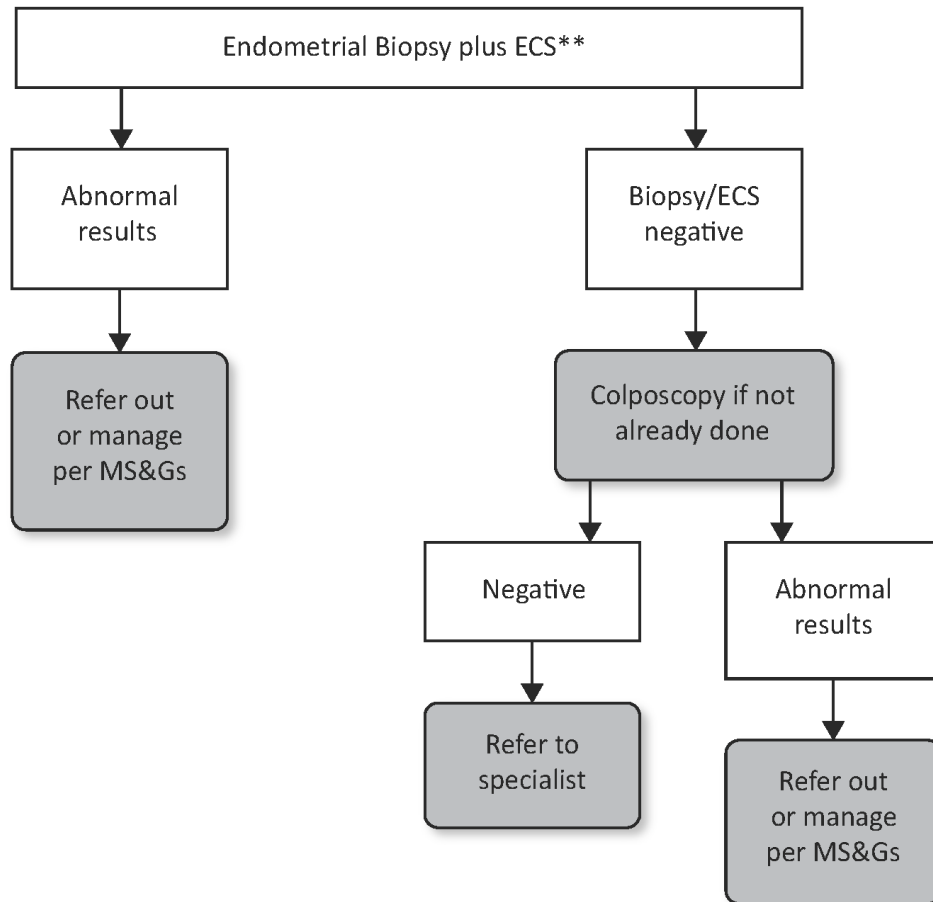 Endometrial Biopsy plus ECS**
Abnormal
results
Biopsy/ECS
negative
Refer out
or manage
per MS&Gs
Colposcopy if not
already done
Negative
Abnormal
results
Refer to
specialist
Refer out
or manage
per MS&Gs